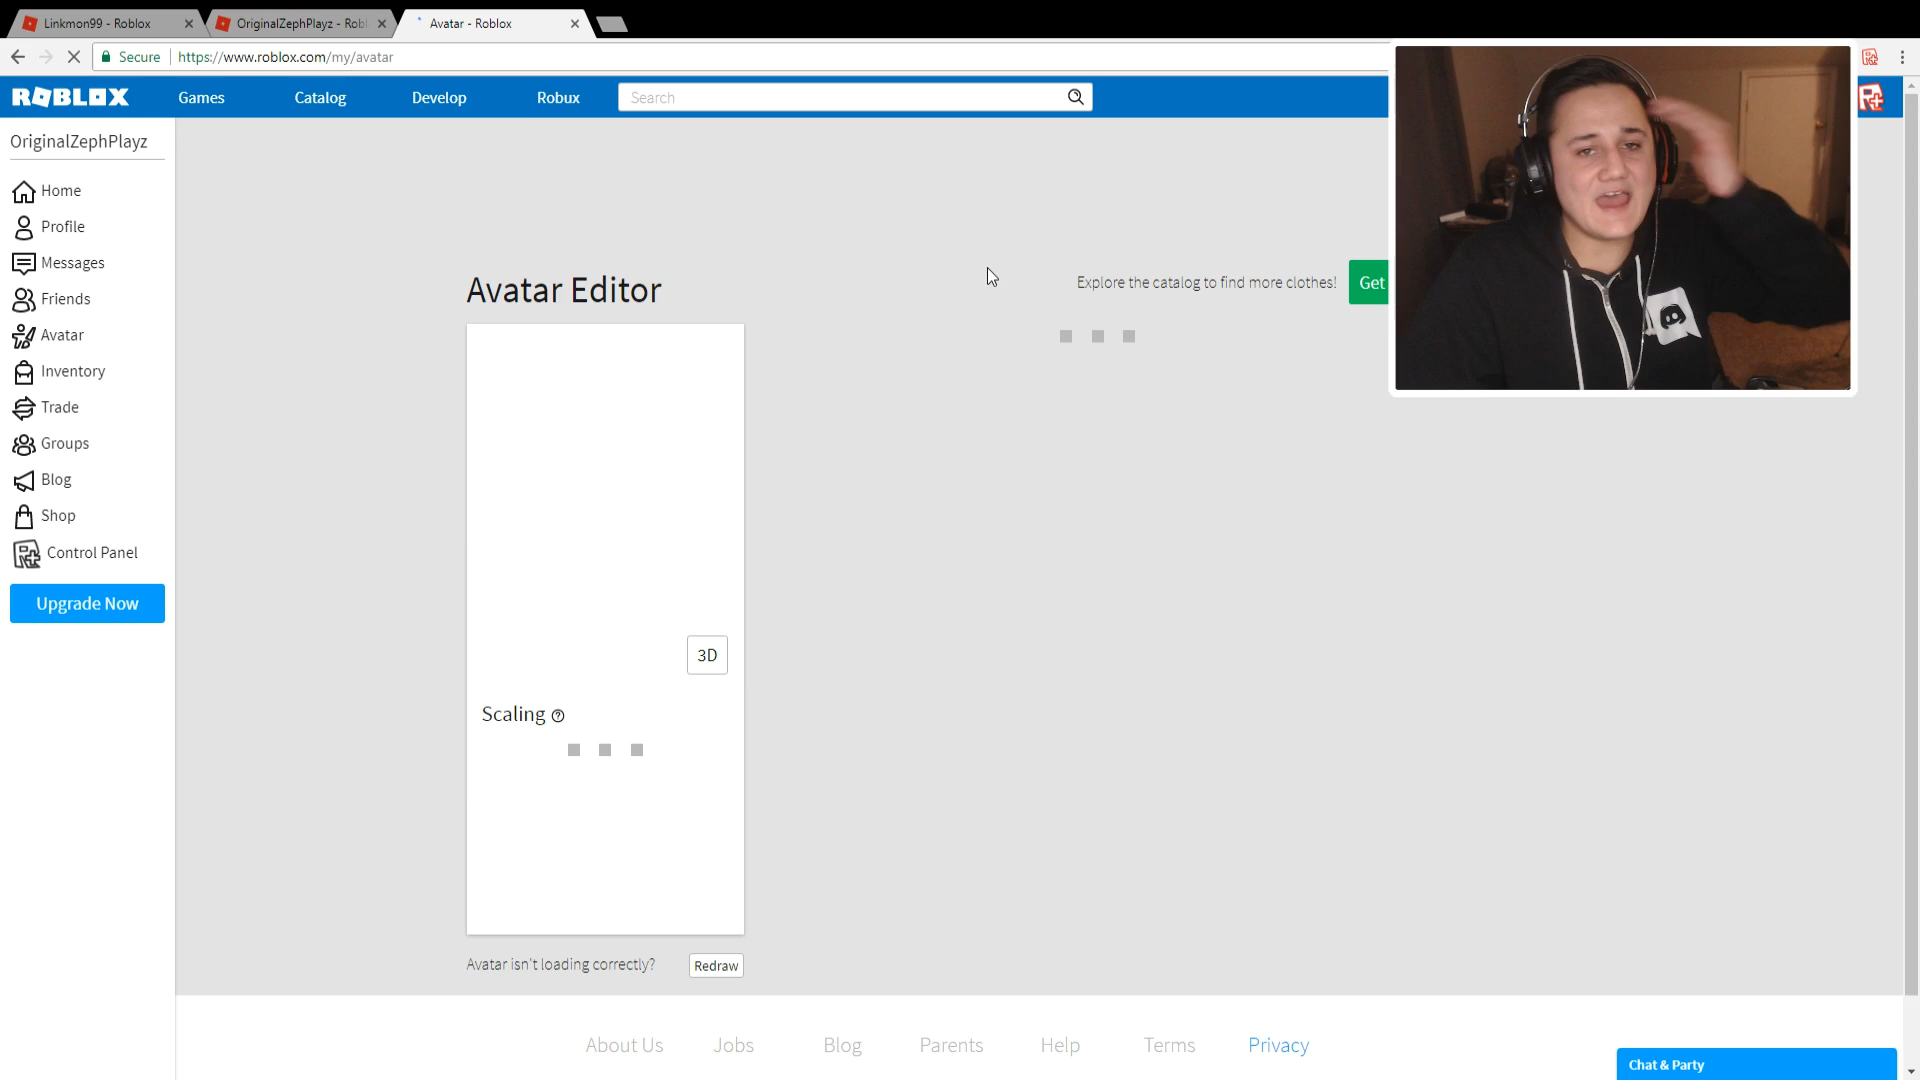 Linkmon99 - Roblox
OriginalZephPlayz - Robl
Avatar - Roblox
Secure
https://www.roblox.com/my/avatar
ROBLOX
Games
Catalog
Develop
Robux
Search
OriginalZephPlayz
Home
Profile
Messages
Friends
Avatar
Inventory
Trade
Groups
Blog
Shop
Control Panel
Upgrade Now
Avatar Editor
Explore the catalog to find more clothes!
Get
3D
Scaling
Avatar isn't loading correctly?
Redraw
About Us
Jobs
Blog
Parents
Help
Terms
Privacy
Chat & Party